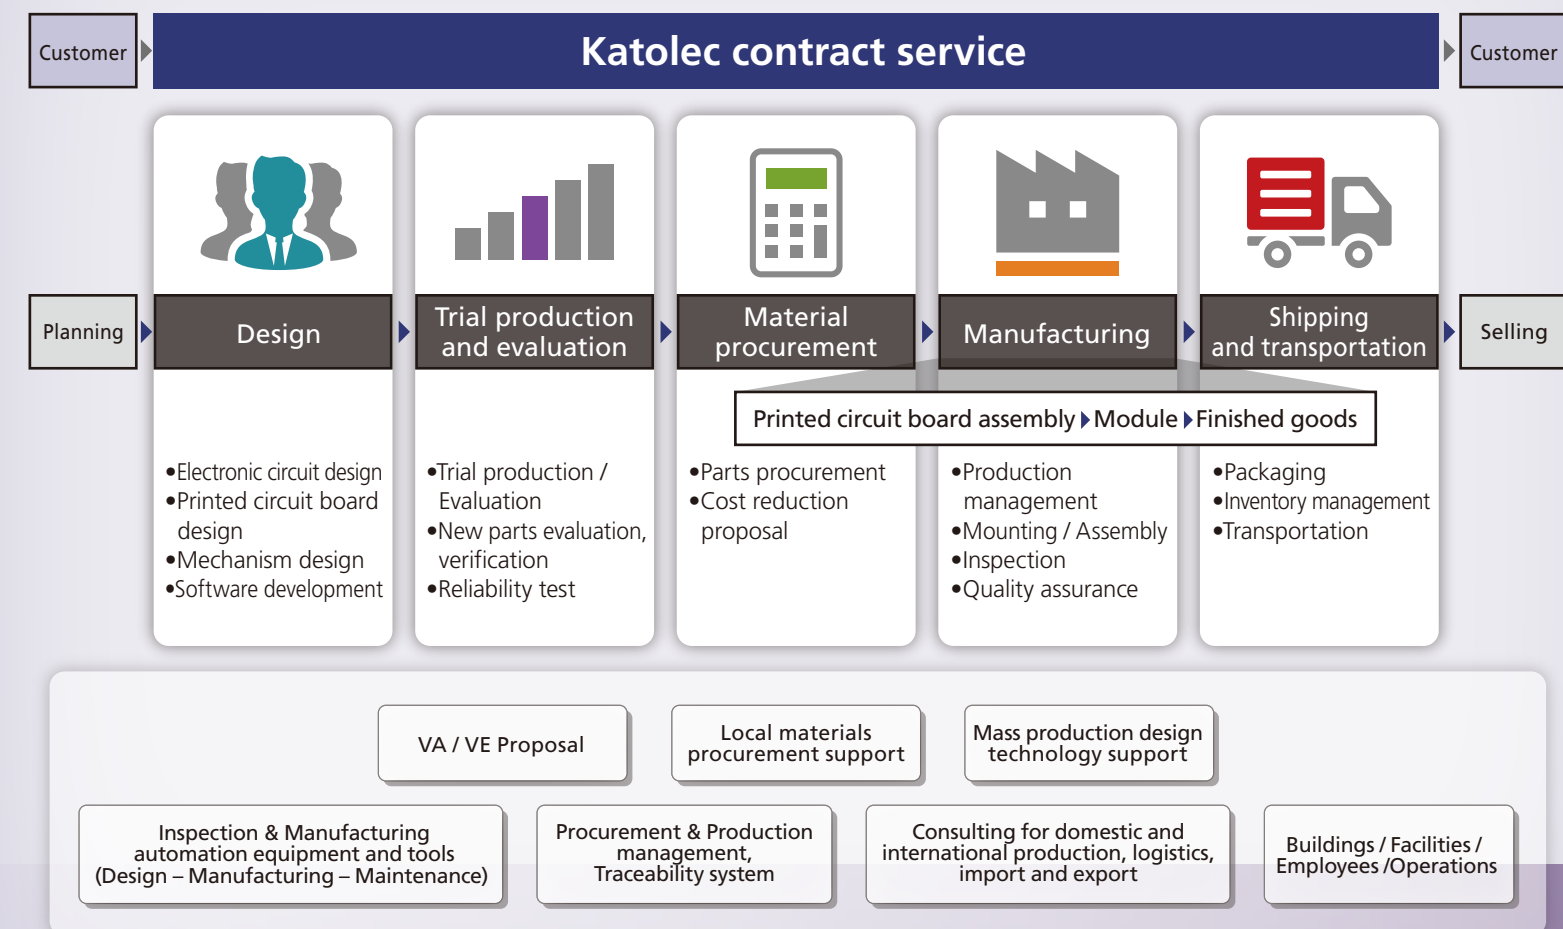 Customer
Katolec contract service
Customer
Planning
Design
Trial production
and evaluation
Material
procurement
Manufacturing
Shipping
and transportation
Selling
Printed circuit board assembly
Module
Finished goods
•Electronic circuit design
•Printed circuit board
design
•Mechanism design
•Software development
•Trial production /
Evaluation
•New parts evaluation,
verification
•Reliability test
•Parts procurement
•Cost reduction
proposal
•Production
management
•Mounting / Assembly
•Inspection
•Quality assurance
•Packaging
•Inventory management
•Transportation
VA / VE Proposal
Local materials
procurement support
Mass production design
technology support
Inspection & Manufacturing
automation equipment and tools
(Design – Manufacturing – Maintenance)
Procurement & Production
management,
Traceability system
Consulting for domestic and
international production, logistics,
import and export
Buildings / Facilities /
Employees /Operations